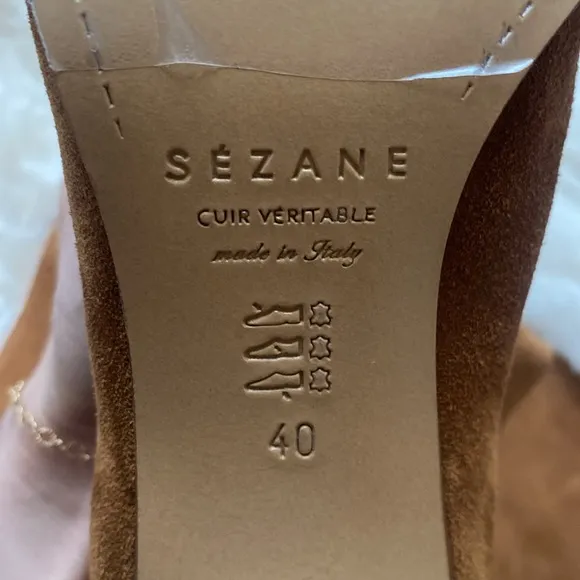 SÉZANE
CUIR VÉRITABLE
made in Italy
40